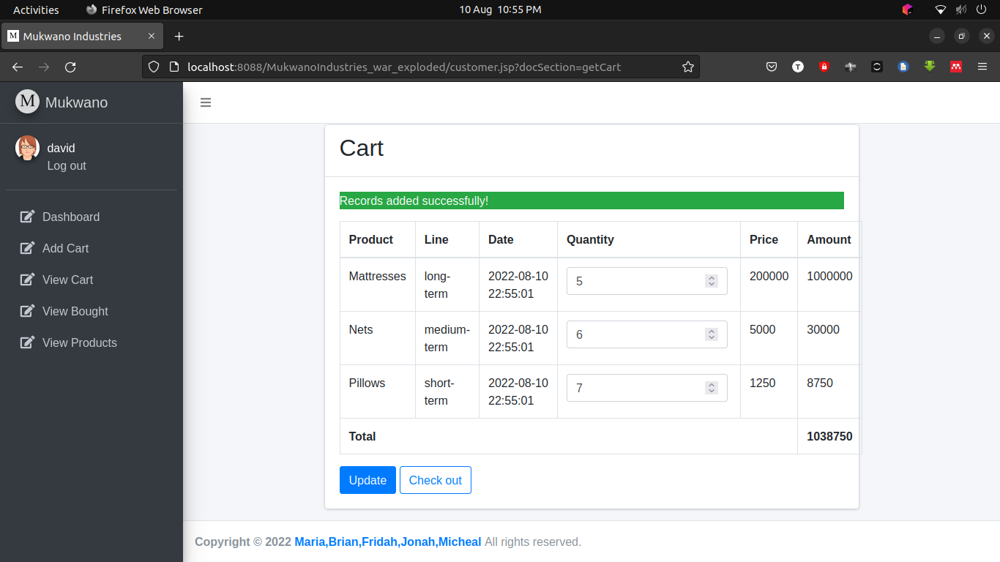 Activities Firefox Web Browser 10 Aug 10:55 PM
M Mukwano Industries
localhost:8088/MukwanoIndustries_war_exploded/customer.jsp?docSection=getCart
M Mukwano
david
Log out
Dashboard
Add Cart
View Cart
View Bought
View Products
Cart
Records added successfully!
Product Line Date Quantity Price Amount
Mattresses long- 2022-08-10 5 200000 1000000
term 22:55:01
Nets medium- 2022-08-10 6 5000 30000
term 22:55:01
Pillows short- 2022-08-10 7 1250 8750
term 22:55:01
Total 1038750
Update Check out
Copyright © 2022 Maria,Brian,Fridah,Jonah,Micheal All rights reserved.